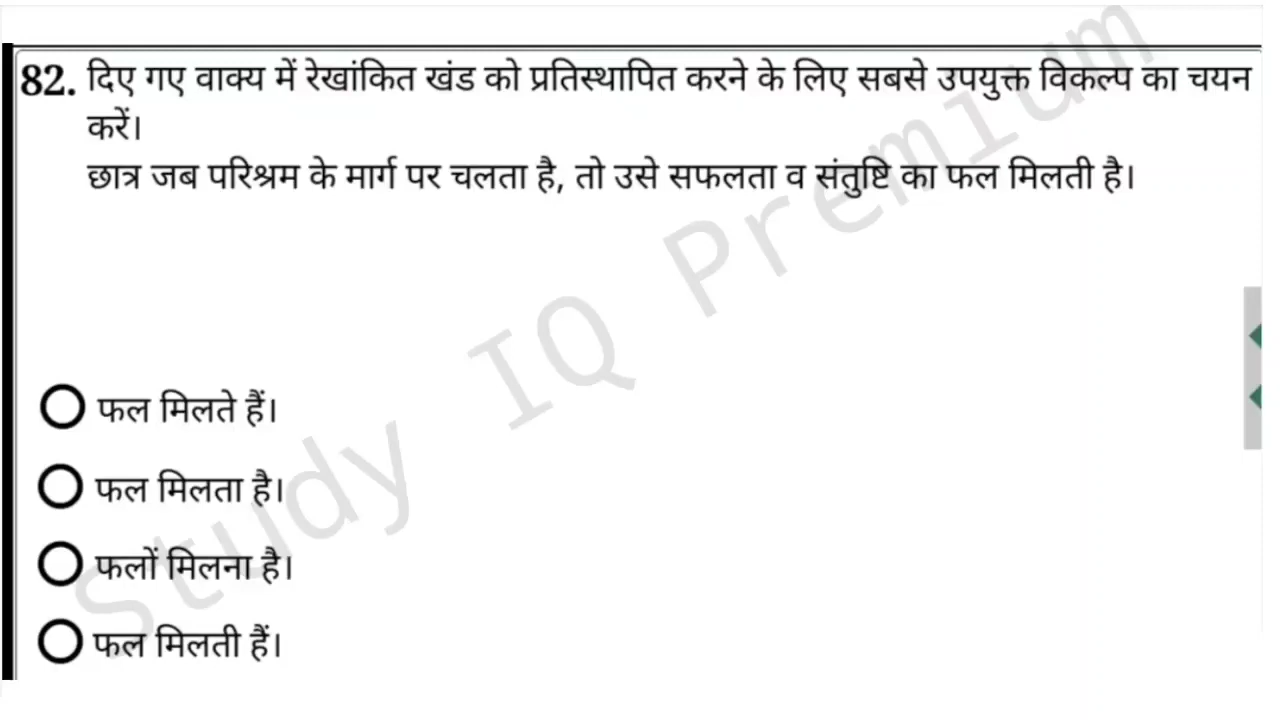 82. दिए गए वाक्य में रेखांकित खंड को प्रतिस्थापित करने के लिए सबसे उपयुक्त विकल्प का चयन
करें।
छात्र जब परिश्रम के मार्ग पर चलता है, तो उसे सफलता व संतुष्टि का फल मिलती है।
Study IQ Premium
फल मिलते हैं।
फल मिलता है।
फलों मिलना है।
फल मिलती हैं।